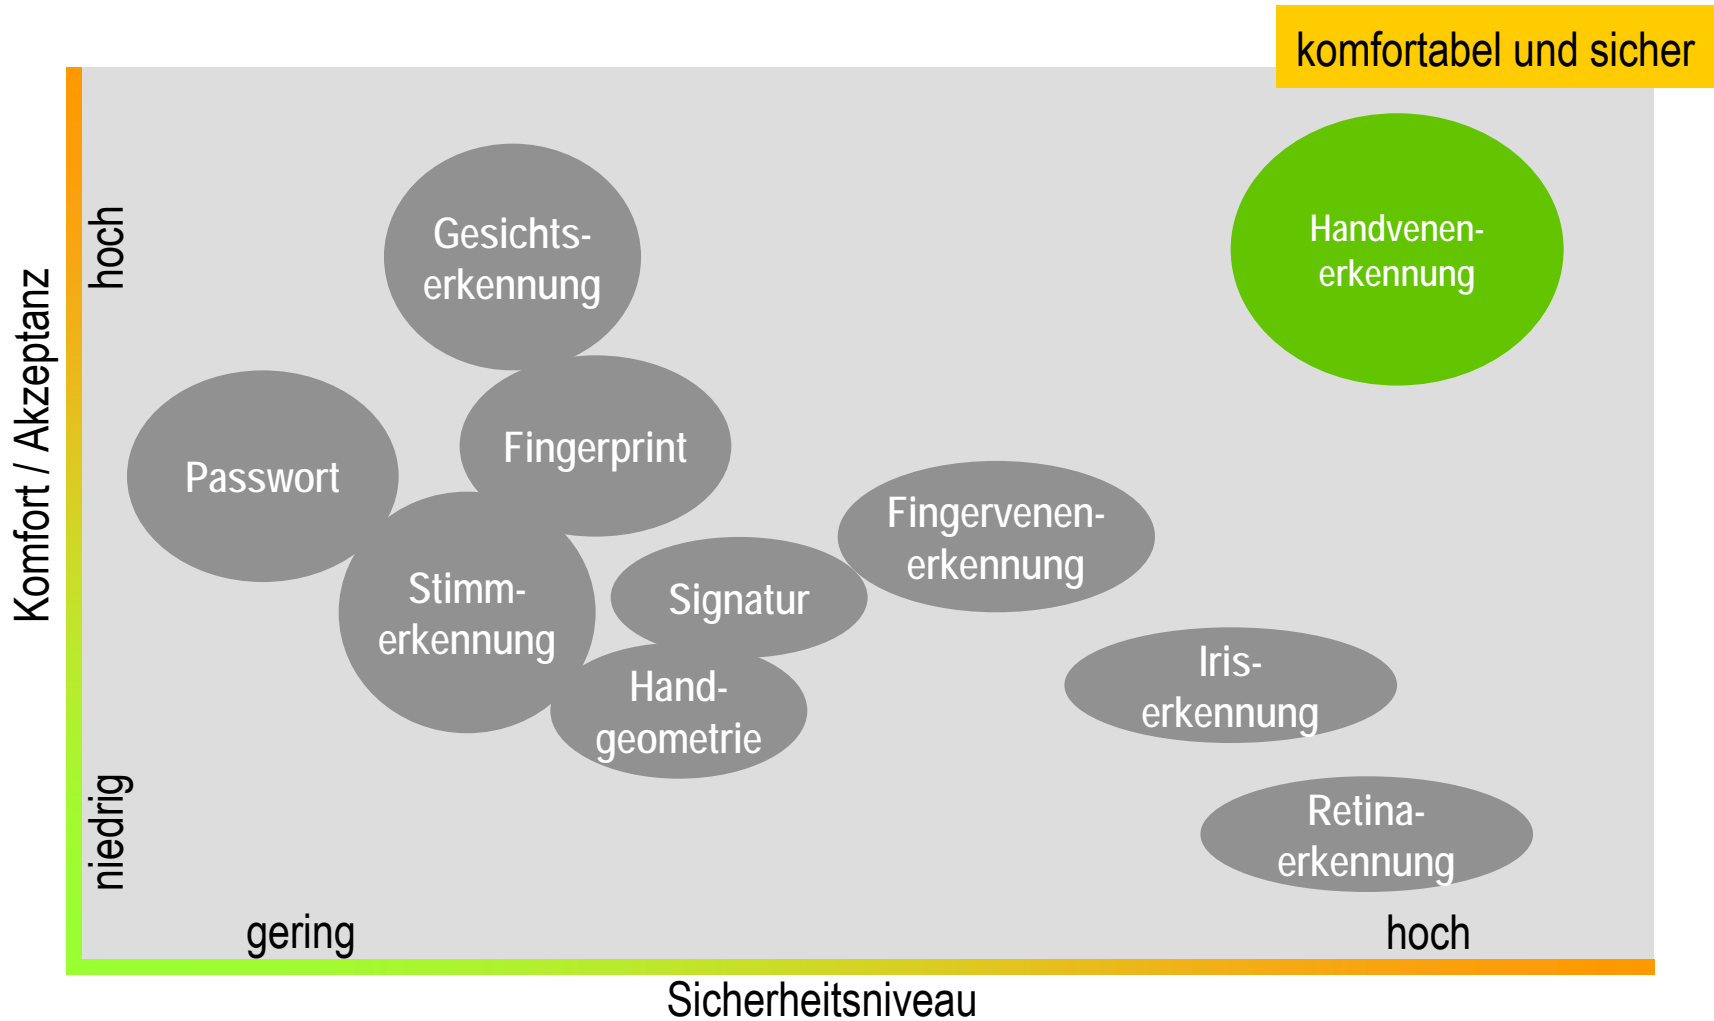 komfortabel und sicher
Komfort / Akzeptanz
hoch
niedrig
Gesichts-
erkennung
Handvenen-
erkennung
Fingerprint
Passwort
Fingervenen-
erkennung
Stimm-
erkennung
Signatur
Hand-
geometrie
Iris-
erkennung
Retina-
erkennung
gering
hoch
Sicherheitsniveau